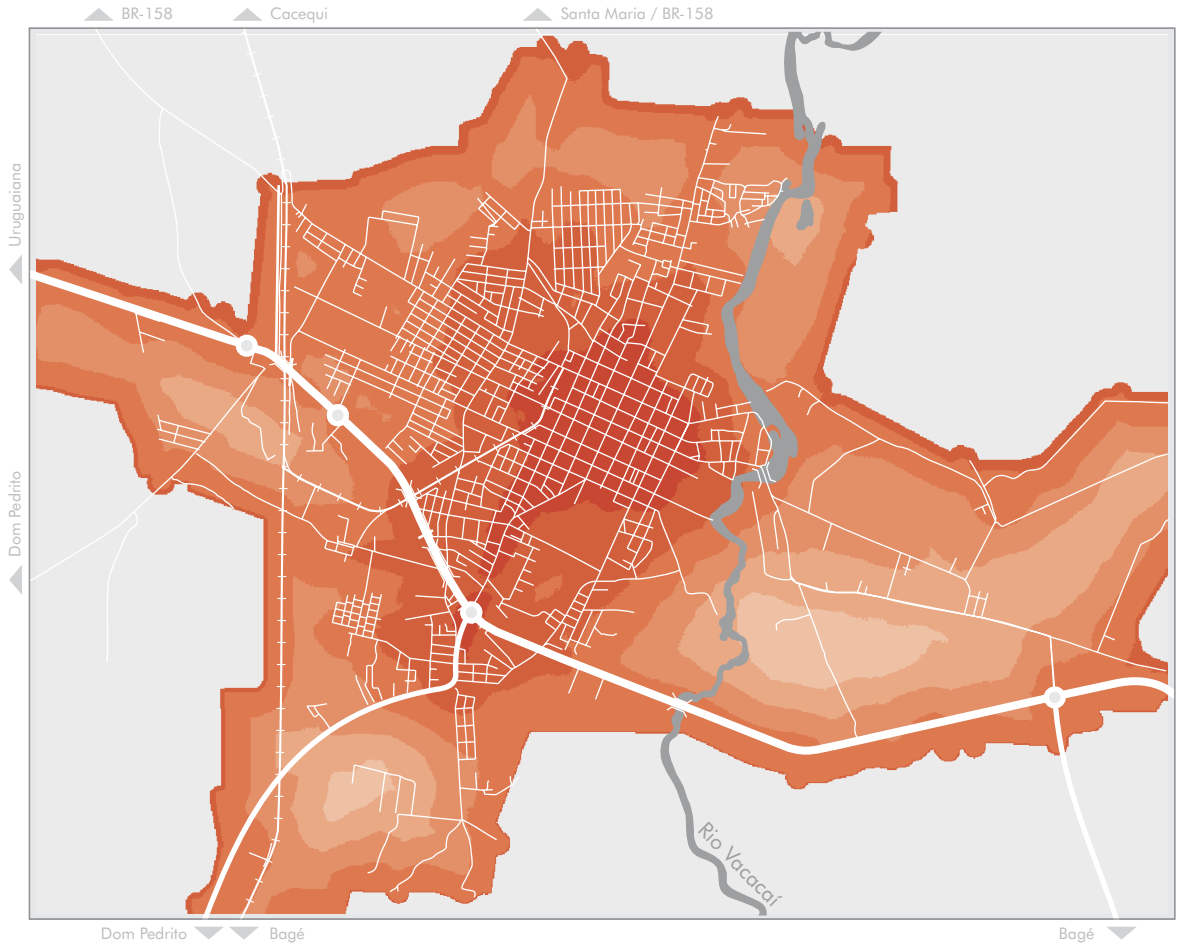 BR-158
Cacequi
Santa Maria / BR-158
Uruguaiana
Dom Pedrito
Rio Vacacaí
Dom Pedrito
Bagé
Bagé